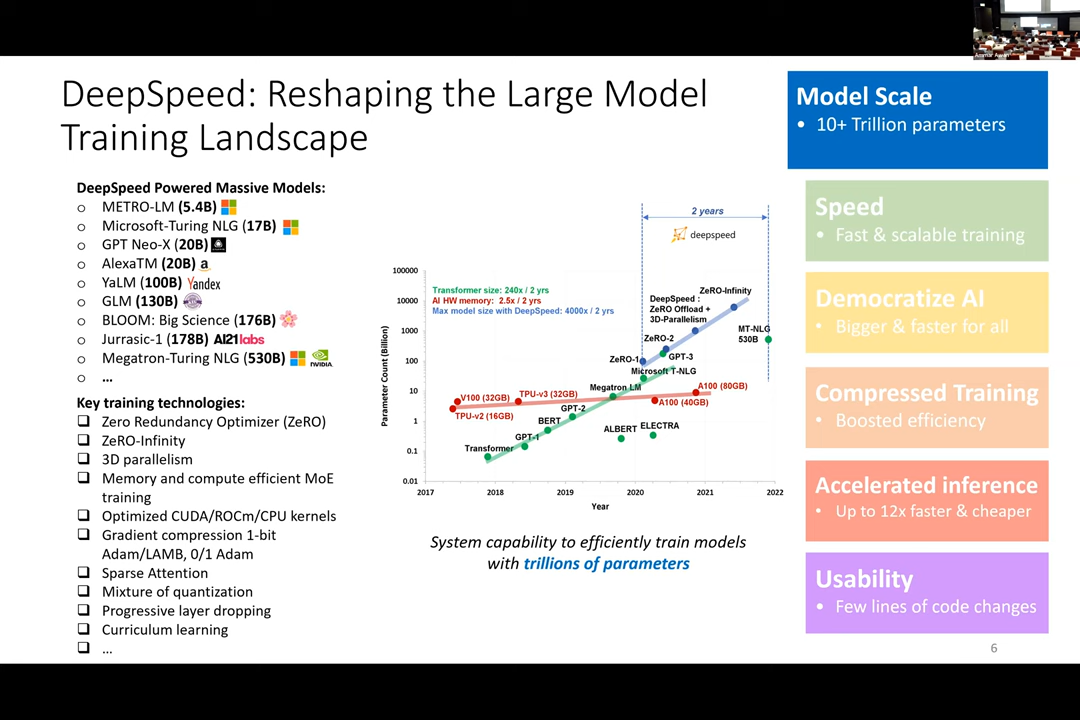 Ammar Awan
DeepSpeed: Reshaping the Large Model
Training Landscape
DeepSpeed Powered Massive Models:
o METRO-LM (5.4B)
o Microsoft-Turing NLG (17B)
o GPT Neo-X (20B)
o AlexaTM (20B) a
o YaLM (100B) Yandex
o GLM (130B)
o BLOOM: Big Science (176B)
o Jurrasic-1 (178B) AI21labs
o Megatron-Turing NLG (530B) NVIDIA.
o ...
Key training technologies:
❑ Zero Redundancy Optimizer (ZeRO)
❑ ZeRO-Infinity
❑ 3D parallelism
❑ Memory and compute efficient MoE
training
❑ Optimized CUDA/ROCm/CPU kernels
❑ Gradient compression 1-bit
Adam/LAMB, 0/1 Adam
❑ Sparse Attention
❑ Mixture of quantization
❑ Progressive layer dropping
❑ Curriculum learning
❑ ...
2 years
deepspeed
Parameter Count (Billion)
100000
10000
1000
100
10
1
0.1
0.01
Transformer size: 240x / 2 yrs
AI HW memory: 2.5x / 2 yrs
Max model size with DeepSpeed: 4000x / 2 yrs
ZeRO-Infinity
DeepSpeed :
ZeRO Offload +
3D-Parallelism
MT-NLG
530B
ZeRO-2
ZeRO-1
GPT-3
Microsoft T-NLG
Megatron LM
A100 (80GB)
V100 (32GB)
TPU-v3 (32GB)
A100 (40GB)
TPU-v2 (16GB)
GPT-2
BERT
ALBERT
ELECTRA
GPT-1
Transformer
2017 2018 2019 2020 2021 2022
Year
System capability to efficiently train models
with trillions of parameters
Model Scale
• 10+ Trillion parameters
Speed
• Fast & scalable training
Democratize AI
• Bigger & faster for all
Compressed Training
• Boosted efficiency
Accelerated inference
• Up to 12x faster & cheaper
Usability
• Few lines of code changes
6